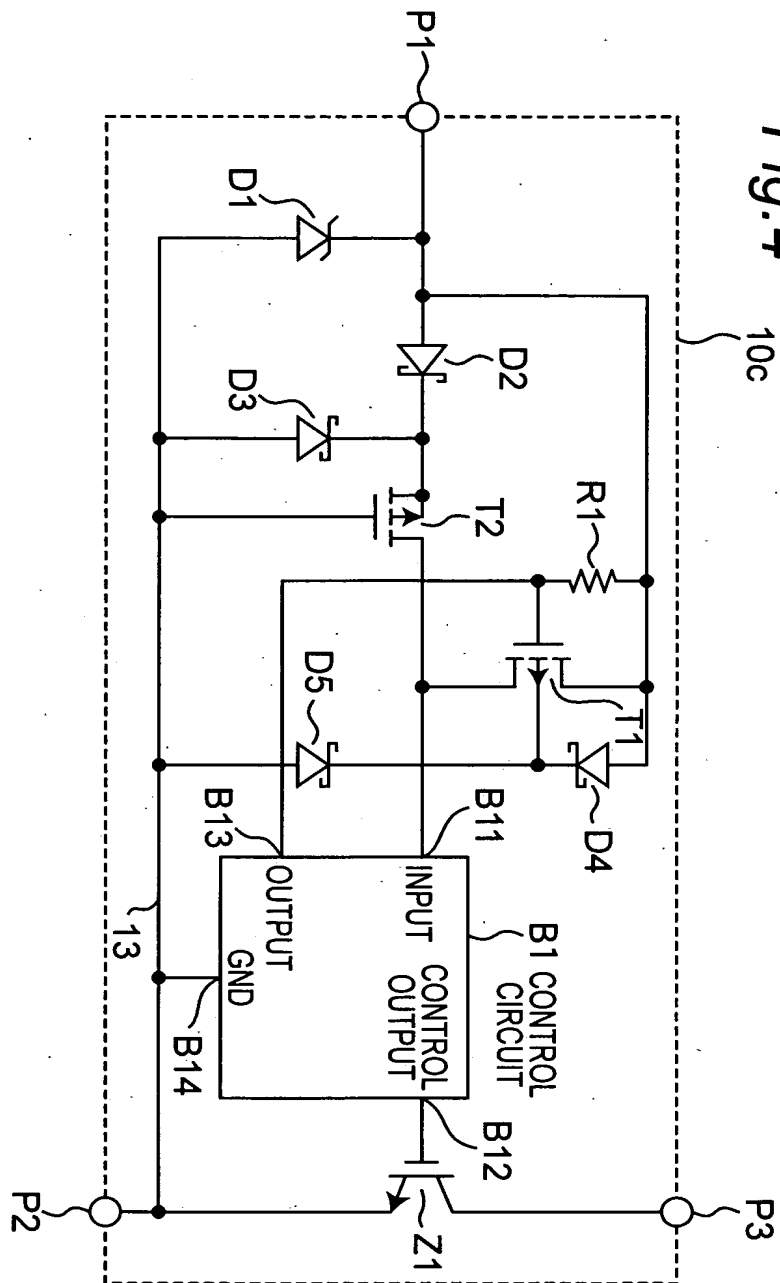 Fig.4
10c
P1
D1
D2
D3
T2
R1
T1
D4
D5
B11
B13
INPUT
OUTPUT
GND
CONTROL
OUTPUT
B1 CONTROL
CIRCUIT
B14
B12
13
Z1
P2
P3